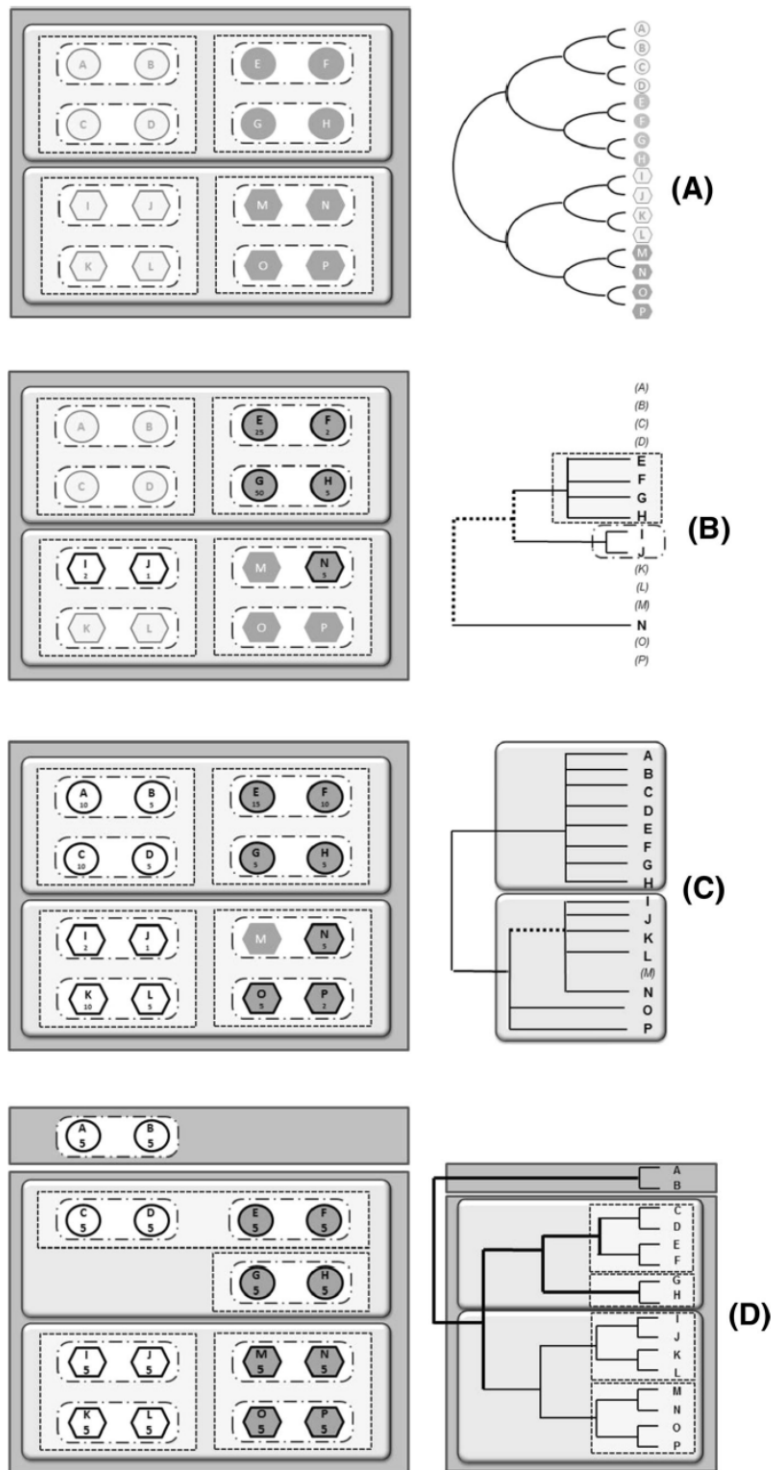 A B E F
C D G H
I J M N
K L O P
A
B
C
D
E
F
G
H
I
J
K
L
M
N
O
P
(A)
A B E F
25 2
C D G H
50 5
I J M N
2 1 5
K L O P
(A)
(B)
(C)
(D)
E
F
G
H
I
J
(K)
(L)
(M)
N
(O)
(P)
(B)
A B E F
10 5 15 10
C D G H
10 5 5 5
I J M N
2 1 5
K L O P
10 5 5 2
A
B
C
D
E
F
G
H
I
J
K
L
(M)
N
O
P
(C)
A B
5 5
C D E F
5 5 5 5
G H
5 5
I J M N
5 5 5 5
K L O P
5 5 5 5
A
B
C
D
E
F
G
H
I
J
K
L
M
N
O
P
(D)